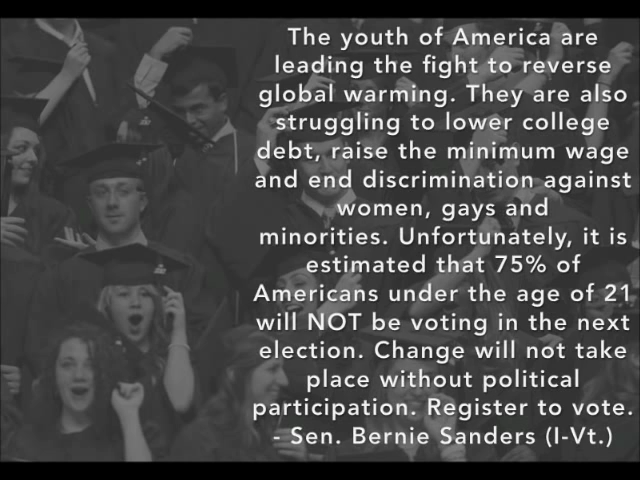 The youth of America are
leading the fight to reverse
global warming. They are also
struggling to lower college
debt, raise the minimum wage
and end discrimination against
women, gays and
minorities. Unfortunately, it is
estimated that 75% of
Americans under the age of 21
will NOT be voting in the next
election. Change will not take
place without political
participation. Register to vote.
- Sen. Bernie Sanders (I-Vt.)